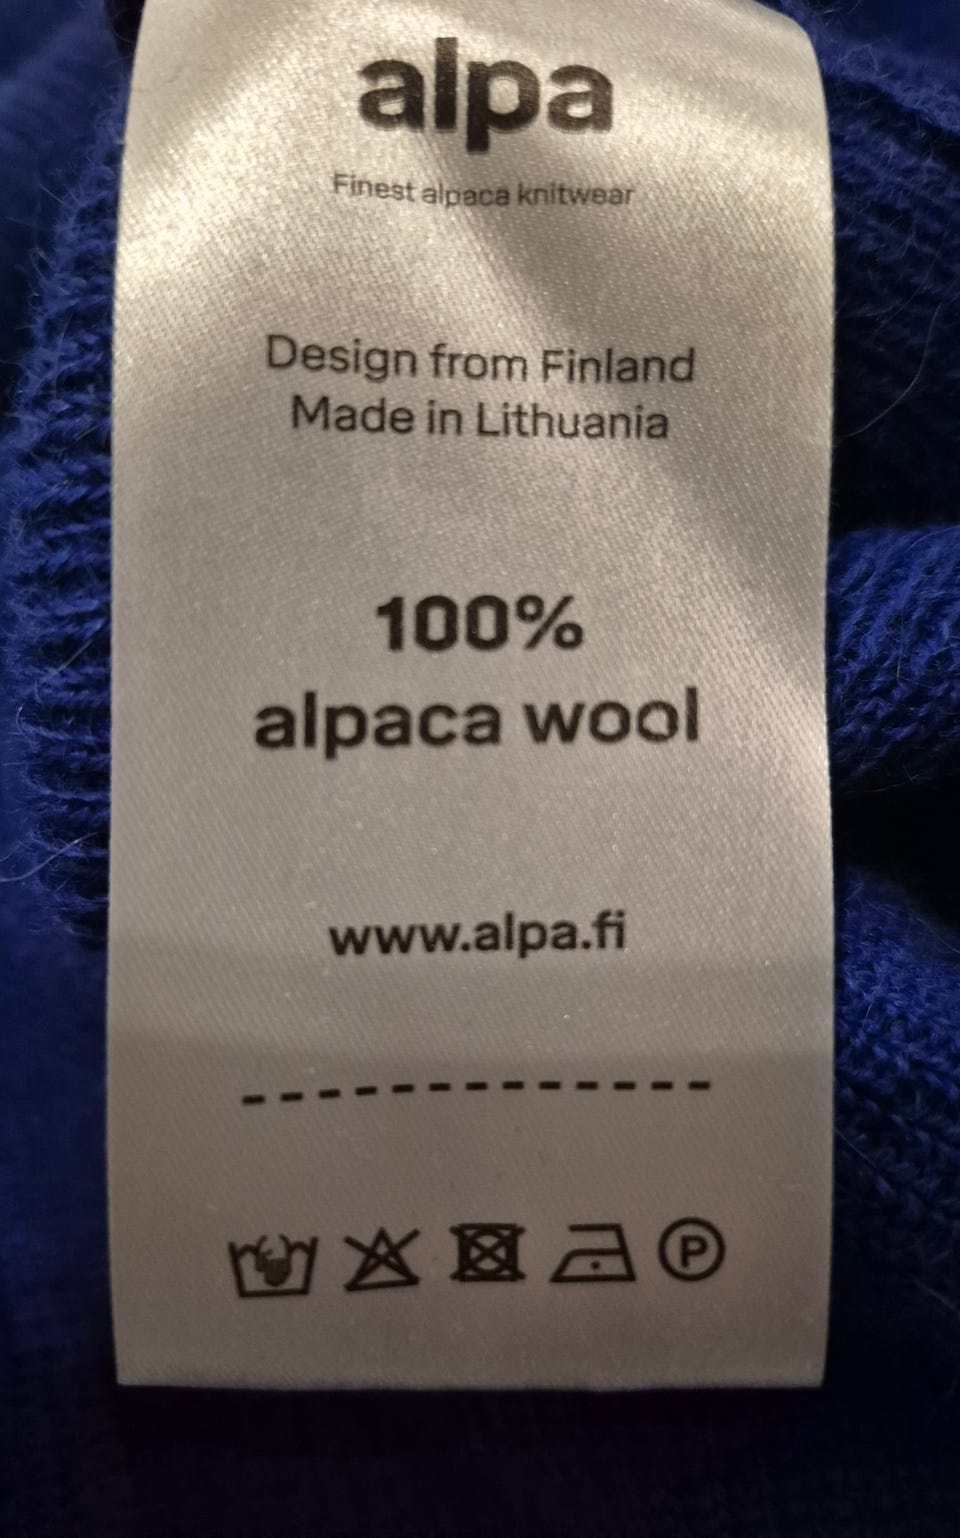 alpa
Finest alpaca knitwear
Design from Finland
Made in Lithuania
100%
alpaca wool
www.alpa.fi
P